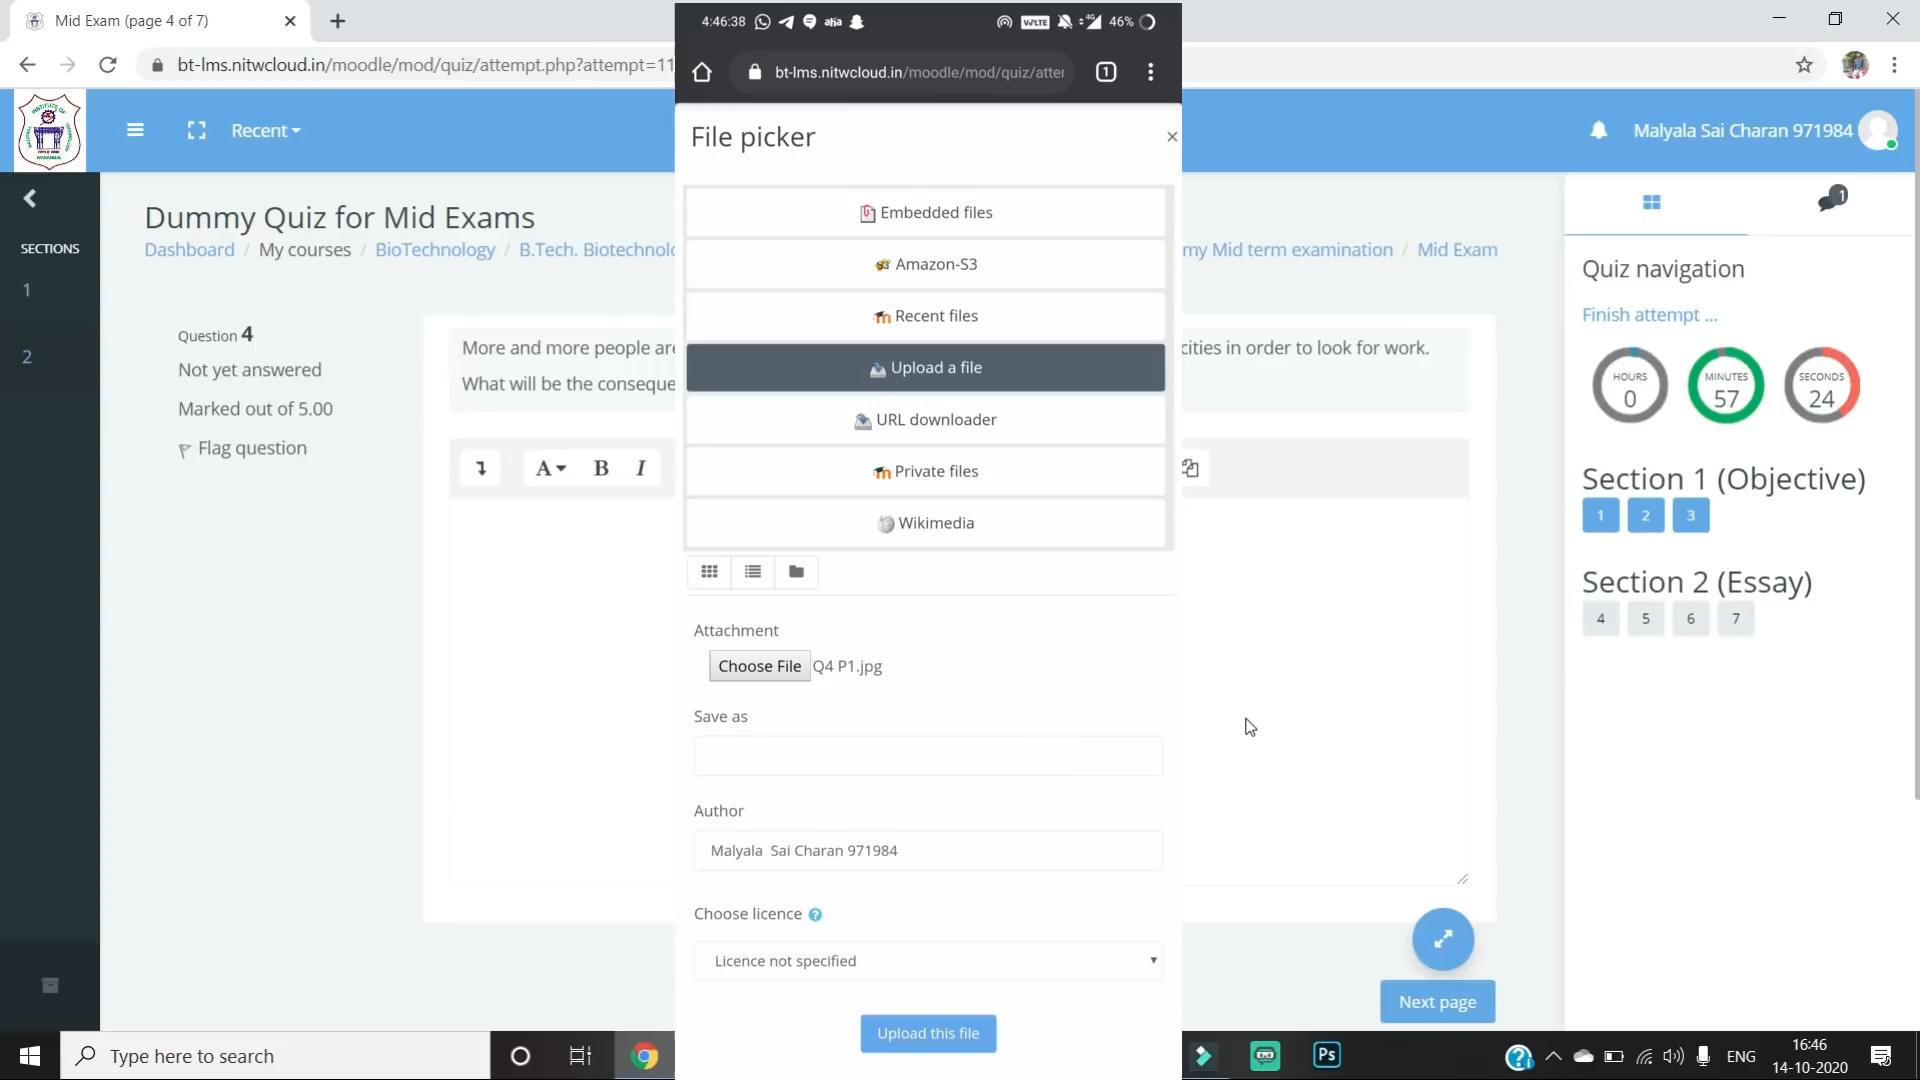 Mid Exam (page 4 of 7)
bt-lms.nitwcloud.in/moodle/mod/quiz/attempt.php?attempt=11
Recent
Malyala Sai Charan 971984
SECTIONS
1
2
Dummy Quiz for Mid Exams
Dashboard / My courses / BioTechnology / B.Tech. Biotechnolo
my Mid term examination / Mid Exam
Question 4
Not yet answered
Marked out of 5.00
Flag question
More and more people are
cities in order to look for work.
What will be the conseque
A B I
4:46:38 aha VoLTE 4G 46%
bt-lms.nitwcloud.in/moodle/mod/quiz/atter
1
File picker
Embedded files
Amazon-S3
Recent files
Upload a file
URL downloader
Private files
Wikimedia
Attachment
Choose File Q4 P1.jpg
Save as
Author
Malyala Sai Charan 971984
Choose licence ?
Licence not specified
Upload this file
1
Quiz navigation
Finish attempt ...
HOURS
0
MINUTES
57
SECONDS
24
Section 1 (Objective)
1 2 3
Section 2 (Essay)
4 5 6 7
Next page
Type here to search
Ps
ENG
16:46
14-10-2020